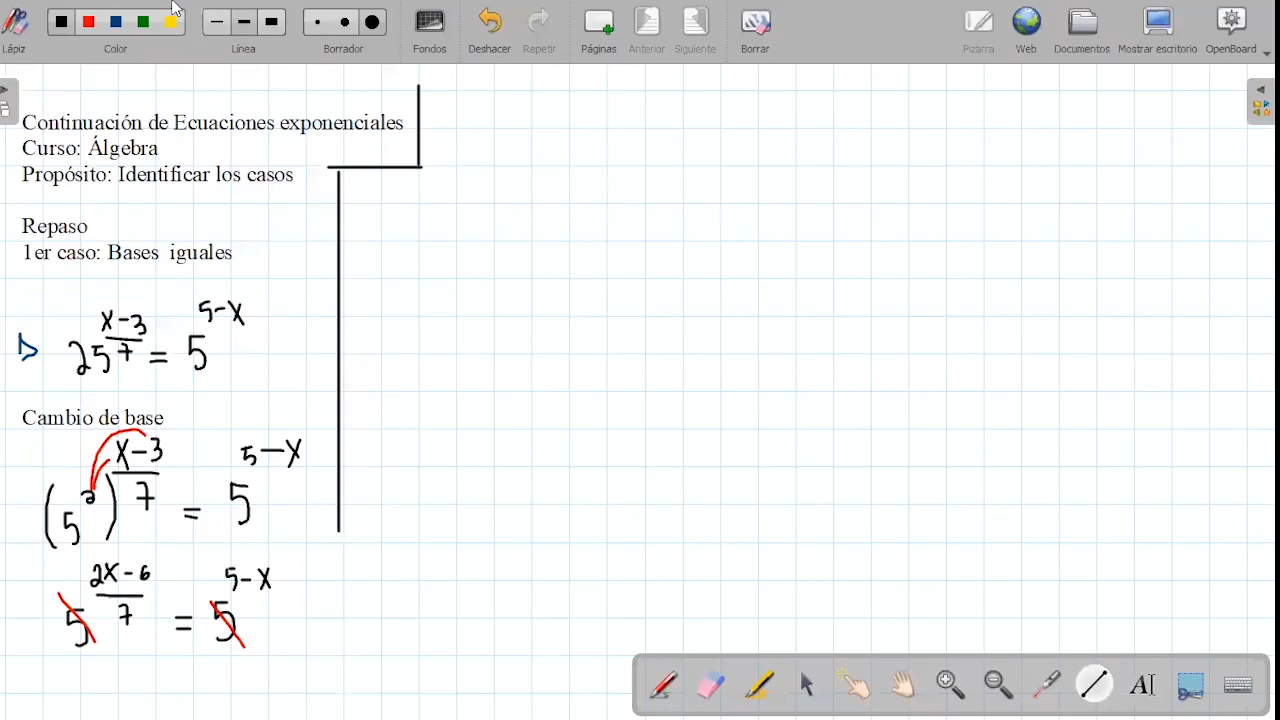 Lápiz
Color
Línea
Borrador
Fondos
Deshacer
Repetir
Páginas
Anterior
Siguiente
Borrar
Pizarra
Web
Documentos
Mostrar escritorio
OpenBoard
Continuación de Ecuaciones exponenciales
Curso: Álgebra
Propósito: Identificar los casos
Repaso
1er caso: Bases iguales
25^((x-3)/7) = 5^(5-x)
Cambio de base
(5^2)^((x-3)/7) = 5^(5-x)
5^((2x-6)/7) = 5^(5-x)
AI